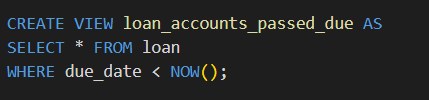 CREATE VIEW loan_accounts_passed_due AS
SELECT * FROM loan
WHERE due_date < NOW();